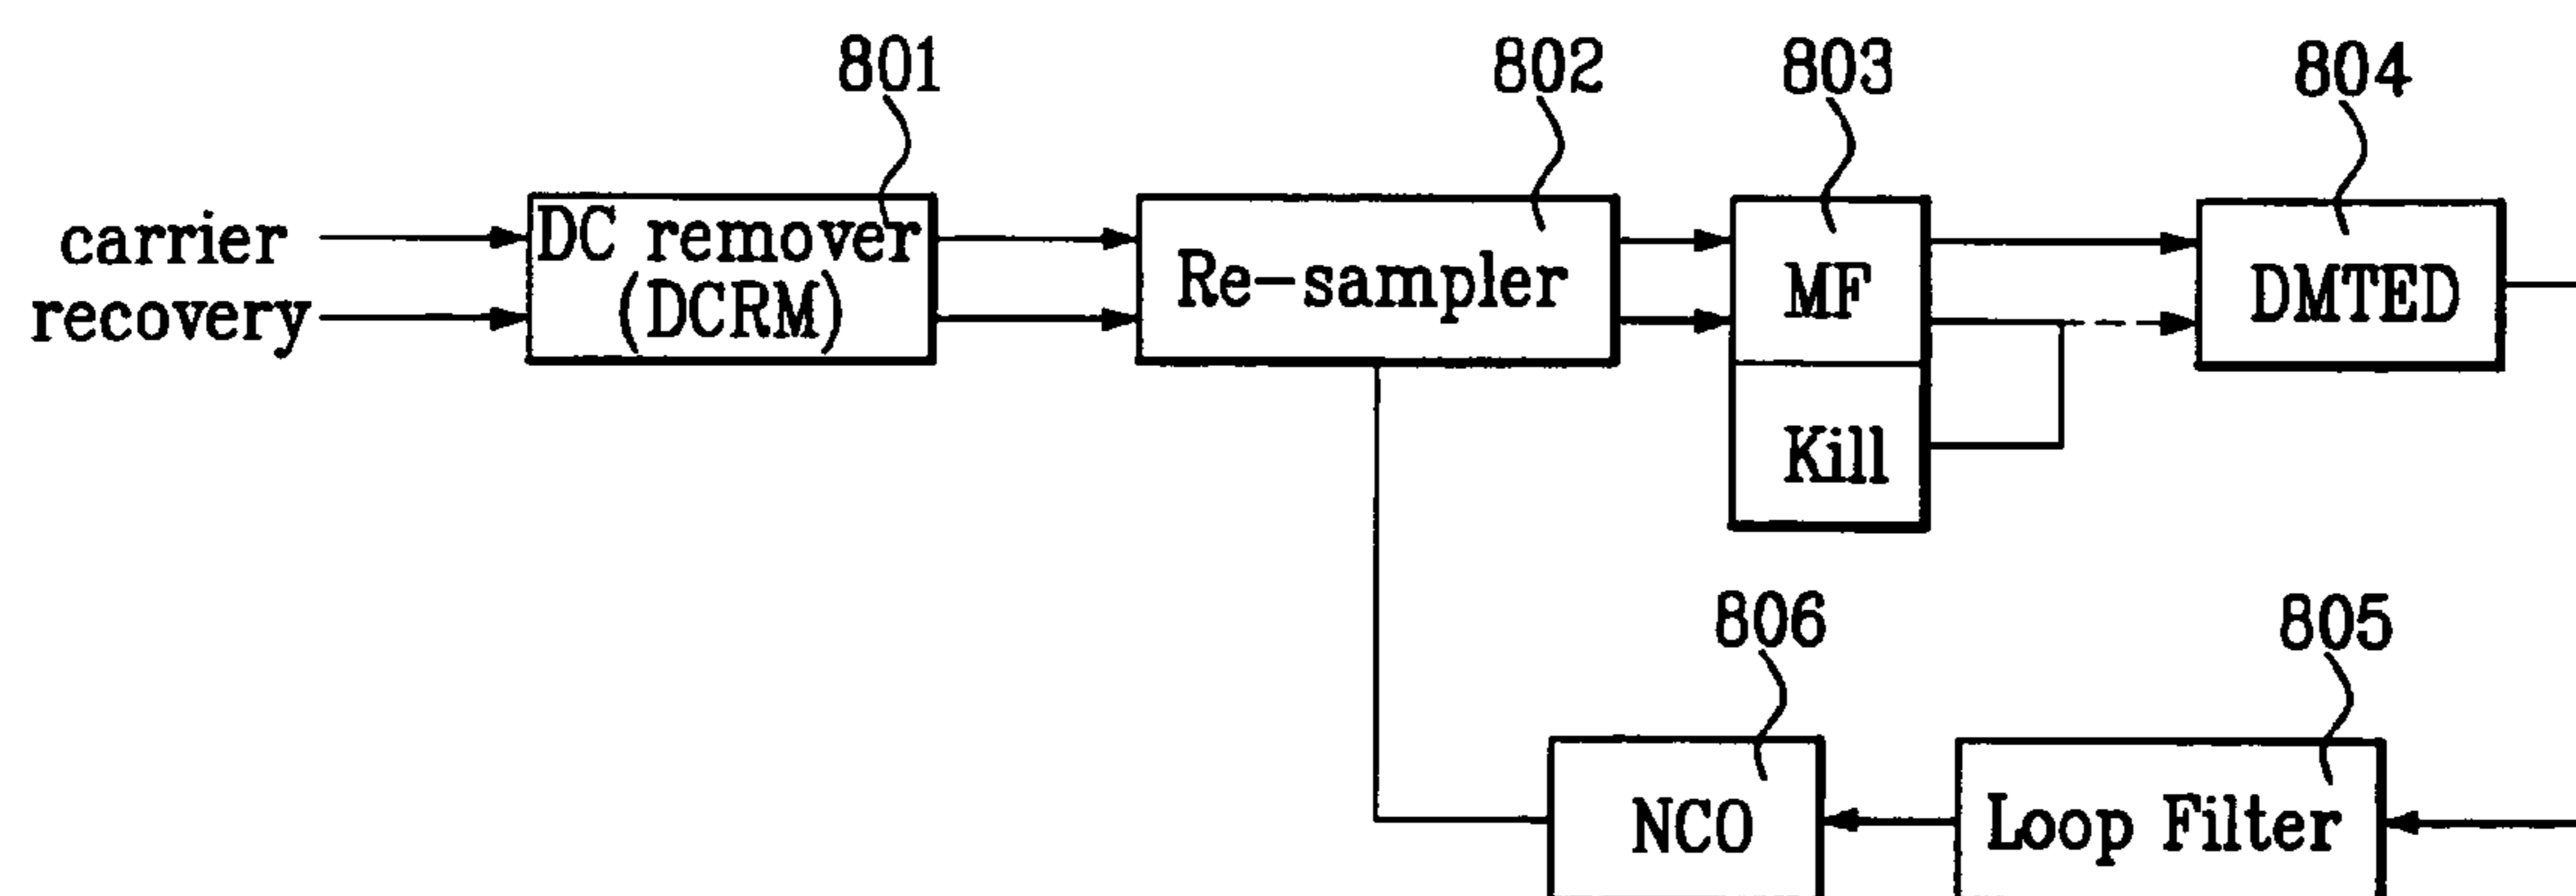 801
802
803
804
carrier
recovery
DC remover
(DCRM)
Re-sampler
MF
Kill
DMTED
806
805
NCO
Loop Filter